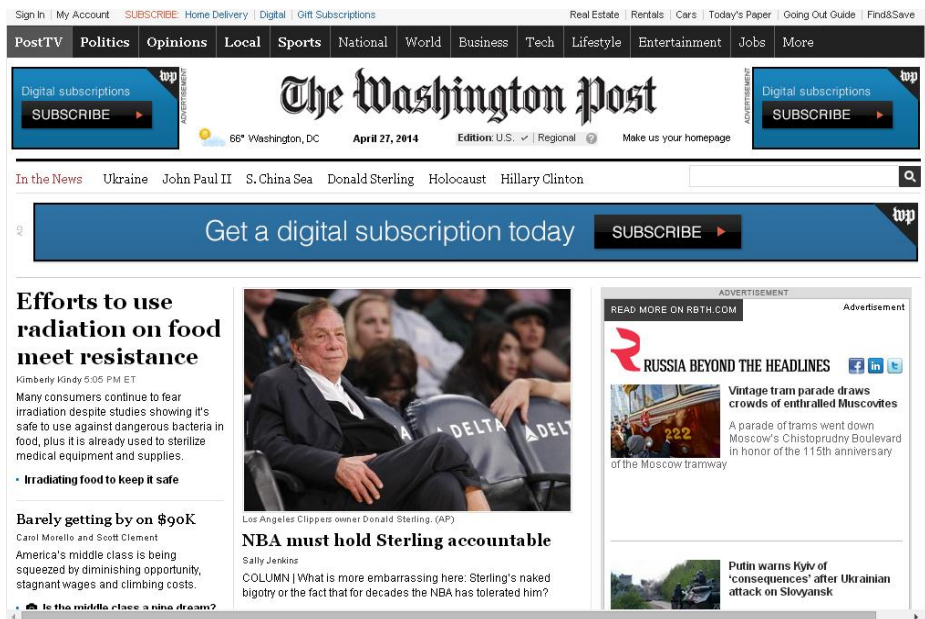 Sign In | My Account SUBSCRIBE: Home Delivery | Digital | Gift Subscriptions
Real Estate | Rentals | Cars | Today's Paper | Going Out Guide | Find&Save
PostTV Politics Opinions Local Sports National World Business Tech Lifestyle Entertainment Jobs More
Digital subscriptions
SUBSCRIBE
wp
ADVERTISEMENT
The Washington Post
66° Washington, DC April 27, 2014 Edition: U.S. | Regional ? Make us your homepage
ADVERTISEMENT
Digital subscriptions
SUBSCRIBE
wp
In the News Ukraine John Paul II S. China Sea Donald Sterling Holocaust Hillary Clinton
AD
Get a digital subscription today SUBSCRIBE
wp
Efforts to use
radiation on food
meet resistance
Kimberly Kindy 5:05 PM ET
Many consumers continue to fear
irradiation despite studies showing it's
safe to use against dangerous bacteria in
food, plus it is already used to sterilize
medical equipment and supplies.
Irradiating food to keep it safe
Barely getting by on $90K
Carol Morello and Scott Clement
America's middle class is being
squeezed by diminishing opportunity,
stagnant wages and climbing costs.
Is the middle class a pipe dream?
DELTA
DEL
Los Angeles Clippers owner Donald Sterling. (AP)
NBA must hold Sterling accountable
Sally Jenkins
COLUMN | What is more embarrassing here: Sterling's naked
bigotry or the fact that for decades the NBA has tolerated him?
ADVERTISEMENT
READ MORE ON RBTH.COM
Advertisement
RUSSIA BEYOND THE HEADLINES
f in t
222
Vintage tram parade draws
crowds of enthralled Muscovites
A parade of trams went down
Moscow's Chistoprudny Boulevard
in honor of the 115th anniversary
of the Moscow tramway
Putin warns Kyiv of
‘consequences’ after Ukrainian
attack on Slovyansk